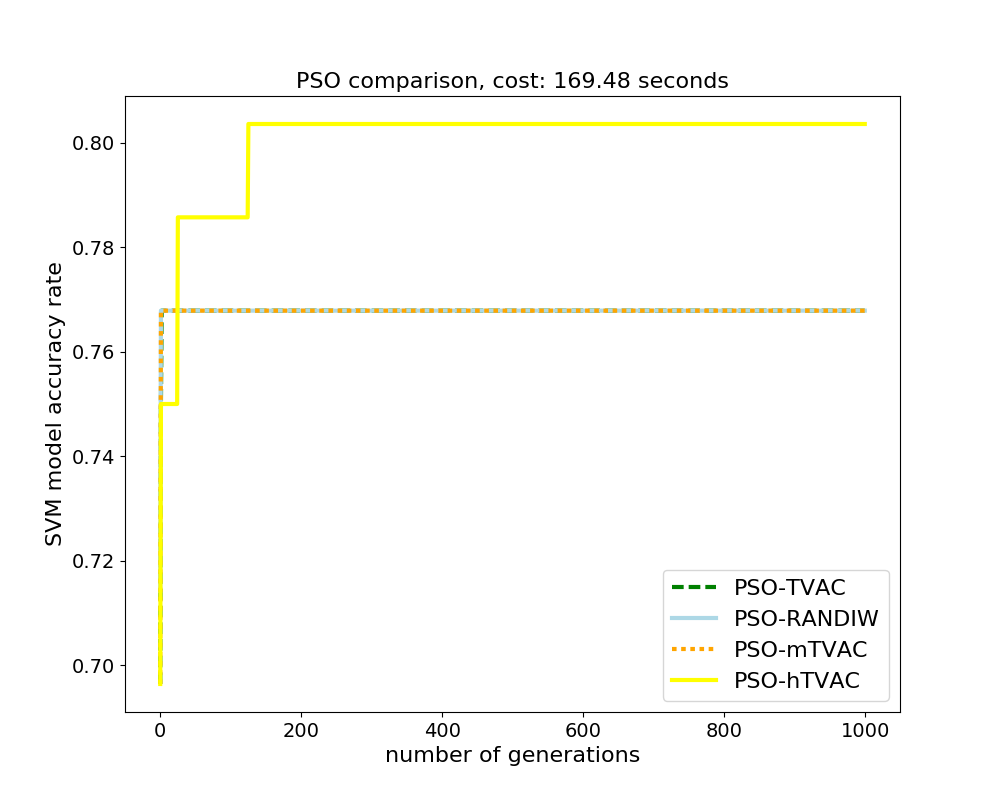 PSO comparison, cost: 169.48 seconds
SVM model accuracy rate
0.80
0.78
0.76
0.74
0.72
0.70
PSO-TVAC
PSO-RANDIW
PSO-mTVAC
PSO-hTVAC
0 200 400 600 800 1000
number of generations